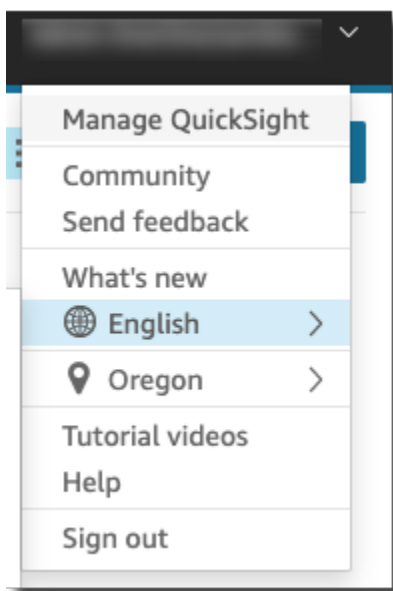 Manage QuickSight
Community
Send feedback
What's new
English
Oregon
Tutorial videos
Help
Sign out